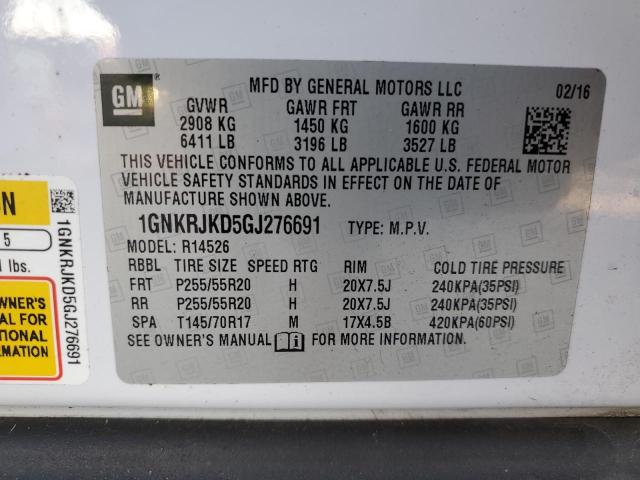 GM
MFD BY GENERAL MOTORS LLC 02/16
GVWR GAWR FRT GAWR RR
2908 KG 1450 KG 1600 KG
6411 LB 3196 LB 3527 LB
THIS VEHICLE CONFORMS TO ALL APPLICABLE U.S. FEDERAL MOTOR
VEHICLE SAFETY STANDARDS IN EFFECT ON THE DATE OF
MANUFACTURE SHOWN ABOVE.
1GNKRJKD5GJ276691 TYPE: M.P.V.
MODEL: R14526
RBBL TIRE SIZE SPEED RTG RIM COLD TIRE PRESSURE
FRT P255/55R20 H 20X7.5J 240KPA(35PSI)
RR P255/55R20 H 20X7.5J 240KPA(35PSI)
SPA T145/70R17 M 17X4.5B 420KPA(60PSI)
SEE OWNER'S MANUAL FOR MORE INFORMATION.
5
lbs.
OWNER'S
FOR
1GNKRJKD5GJ276691